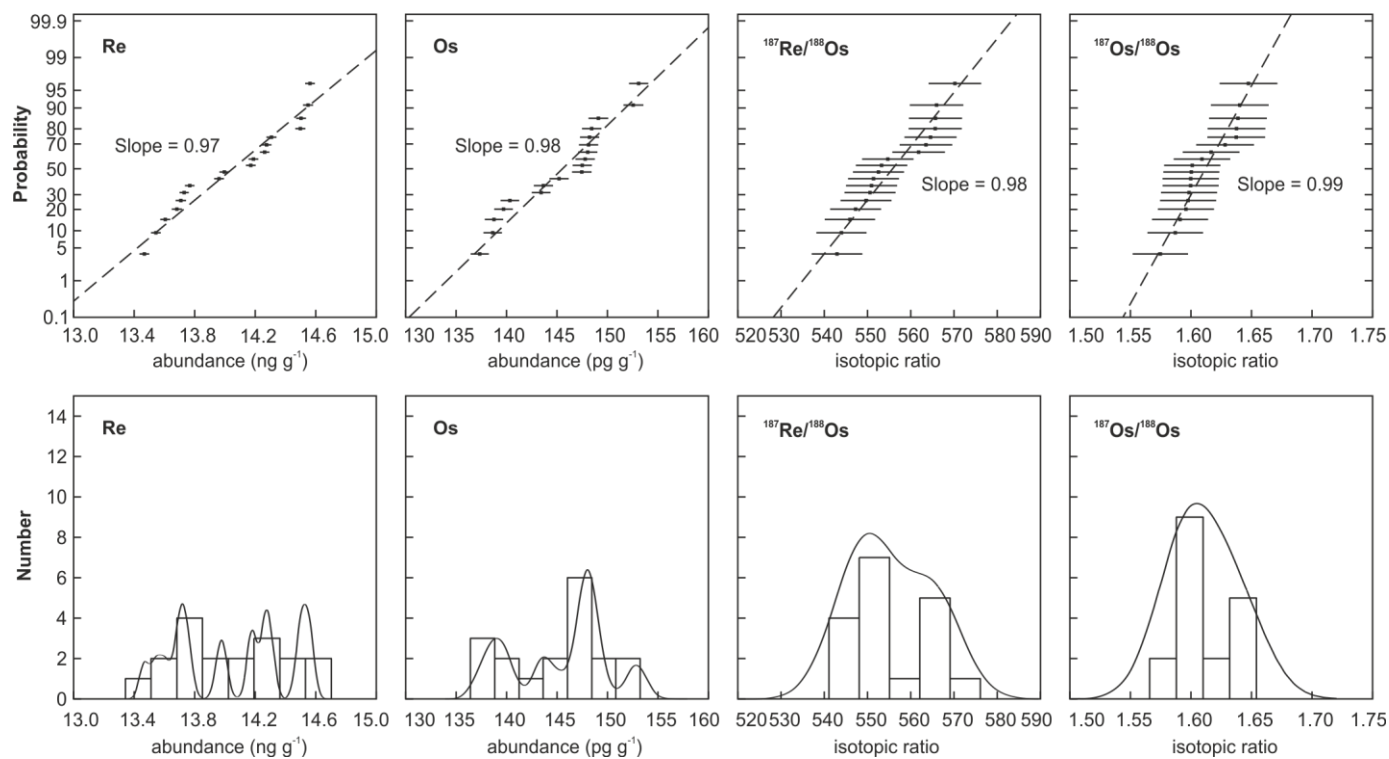 99.9
99
95
90
80
70
50
30
20
10
5
1
0.1
Probability
Re
Slope = 0.97
13.0 13.4 13.8 14.2 14.6 15.0
abundance (ng g⁻¹)
Os
Slope = 0.98
130 140 150 160
abundance (pg g⁻¹)
¹⁸⁷Re/¹⁸⁸Os
Slope = 0.98
520 530 540 550 560 570 580 590
isotopic ratio
¹⁸⁷Os/¹⁸⁸Os
Slope = 0.99
1.50 1.55 1.60 1.65 1.70 1.75
isotopic ratio
14
12
10
8
6
4
2
0
Number
Re
13.0 13.4 13.8 14.2 14.6 15.0
abundance (ng g⁻¹)
Os
130 140 150 160
abundance (pg g⁻¹)
¹⁸⁷Re/¹⁸⁸Os
520 530 540 550 560 570 580 590
isotopic ratio
¹⁸⁷Os/¹⁸⁸Os
1.50 1.55 1.60 1.65 1.70 1.75
isotopic ratio